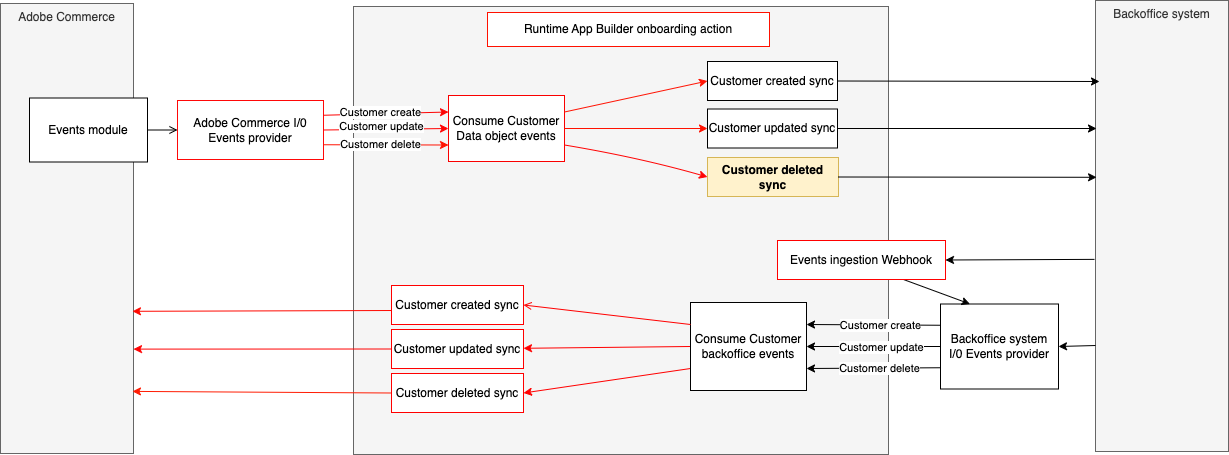 Adobe Commerce
Backoffice system
Runtime App Builder onboarding action
Events module
Adobe Commerce I/0
Events provider
Customer create
Customer update
Customer delete
Consume Customer
Data object events
Customer created sync
Customer updated sync
Customer deleted
sync
Events ingestion Webhook
Customer created sync
Customer updated sync
Customer deleted sync
Consume Customer
backoffice events
Customer create
Customer update
Customer delete
Backoffice system
I/0 Events provider